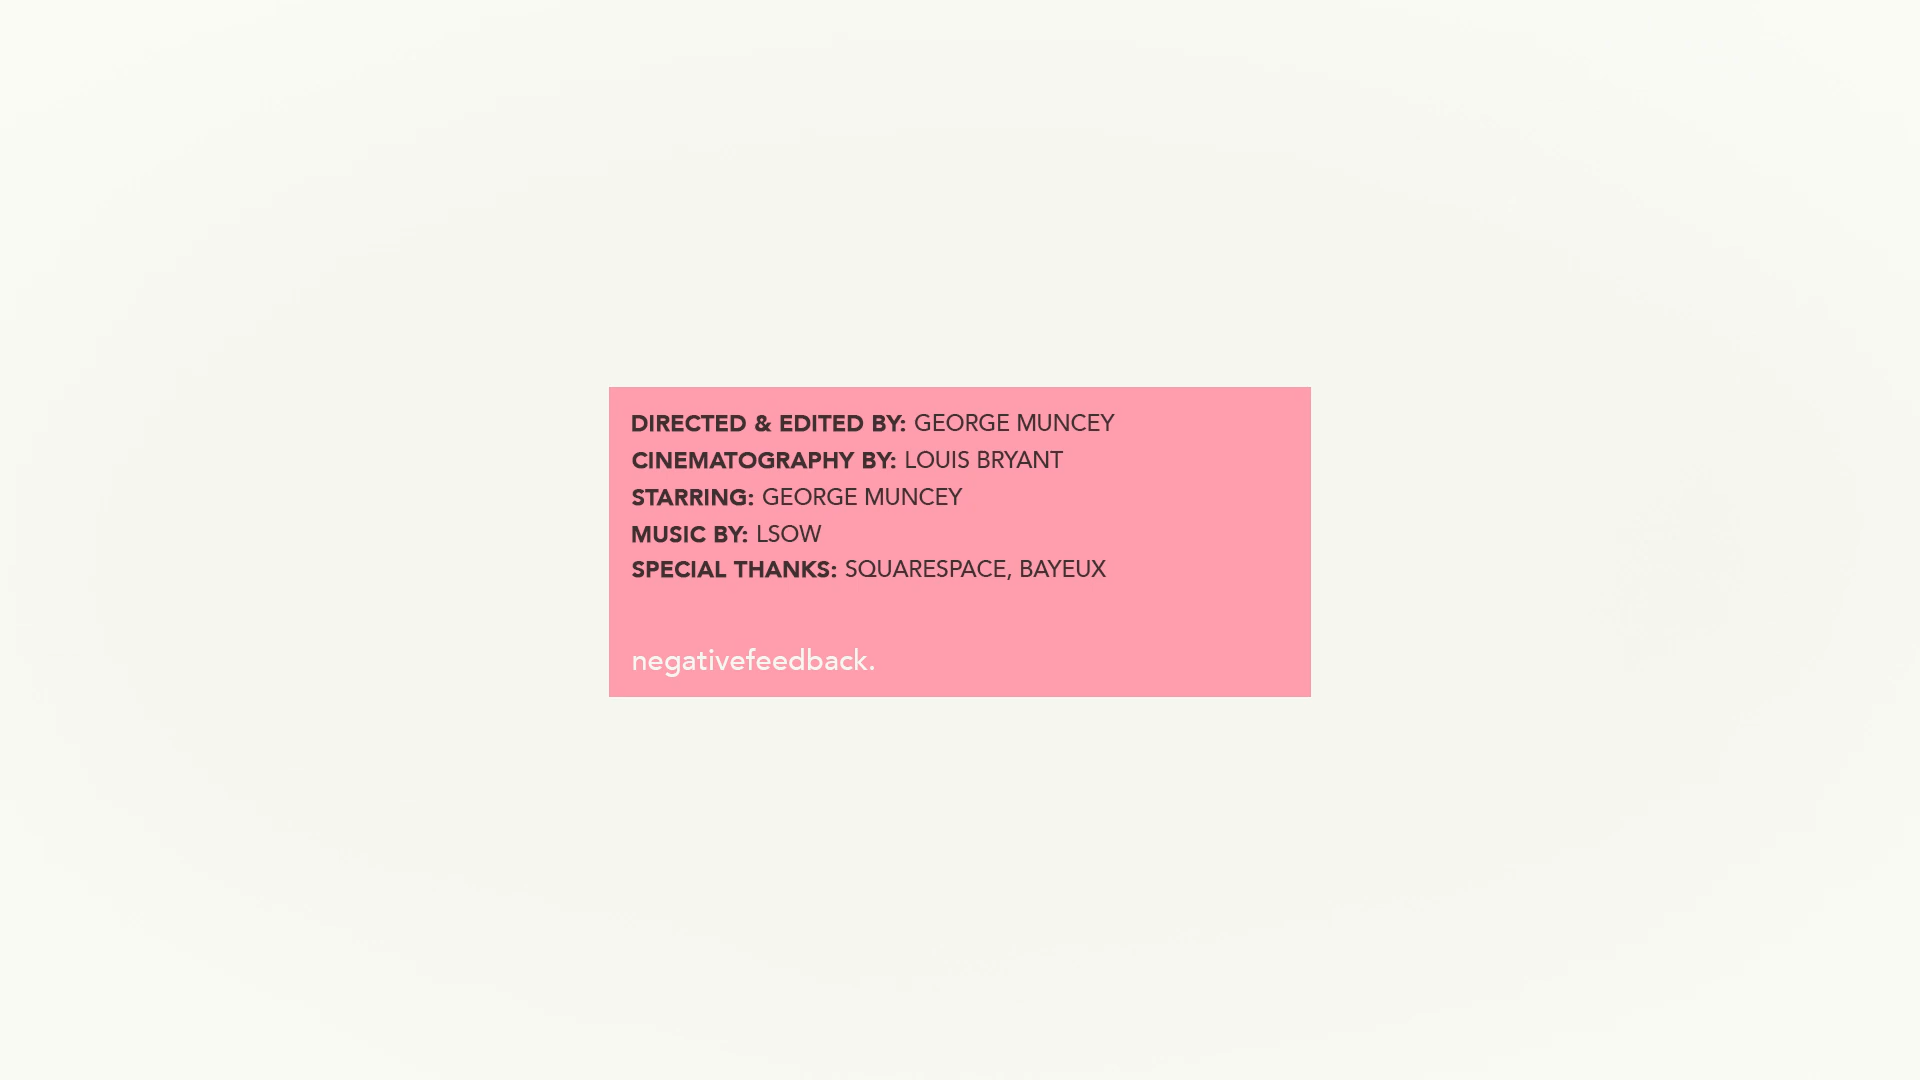 DIRECTED & EDITED BY: GEORGE MUNCEY
CINEMATOGRAPHY BY: LOUIS BRYANT
STARRING: GEORGE MUNCEY
MUSIC BY: LSOW
SPECIAL THANKS: SQUARESPACE, BAYEUX
negativefeedback.